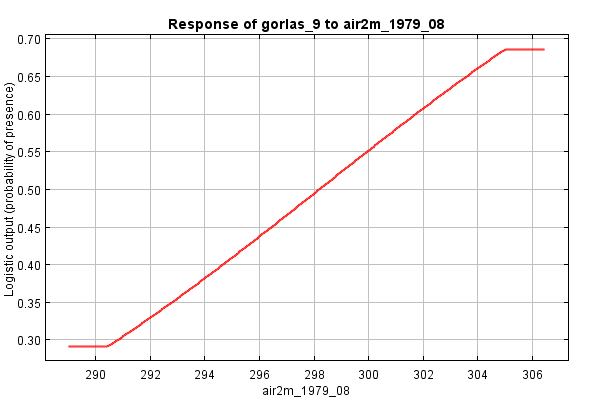 Response of gorlas_9 to air2m_1979_08
Logistic output (probability of presence)
0.70
0.65
0.60
0.55
0.50
0.45
0.40
0.35
0.30
290 292 294 296 298 300 302 304 306
air2m_1979_08